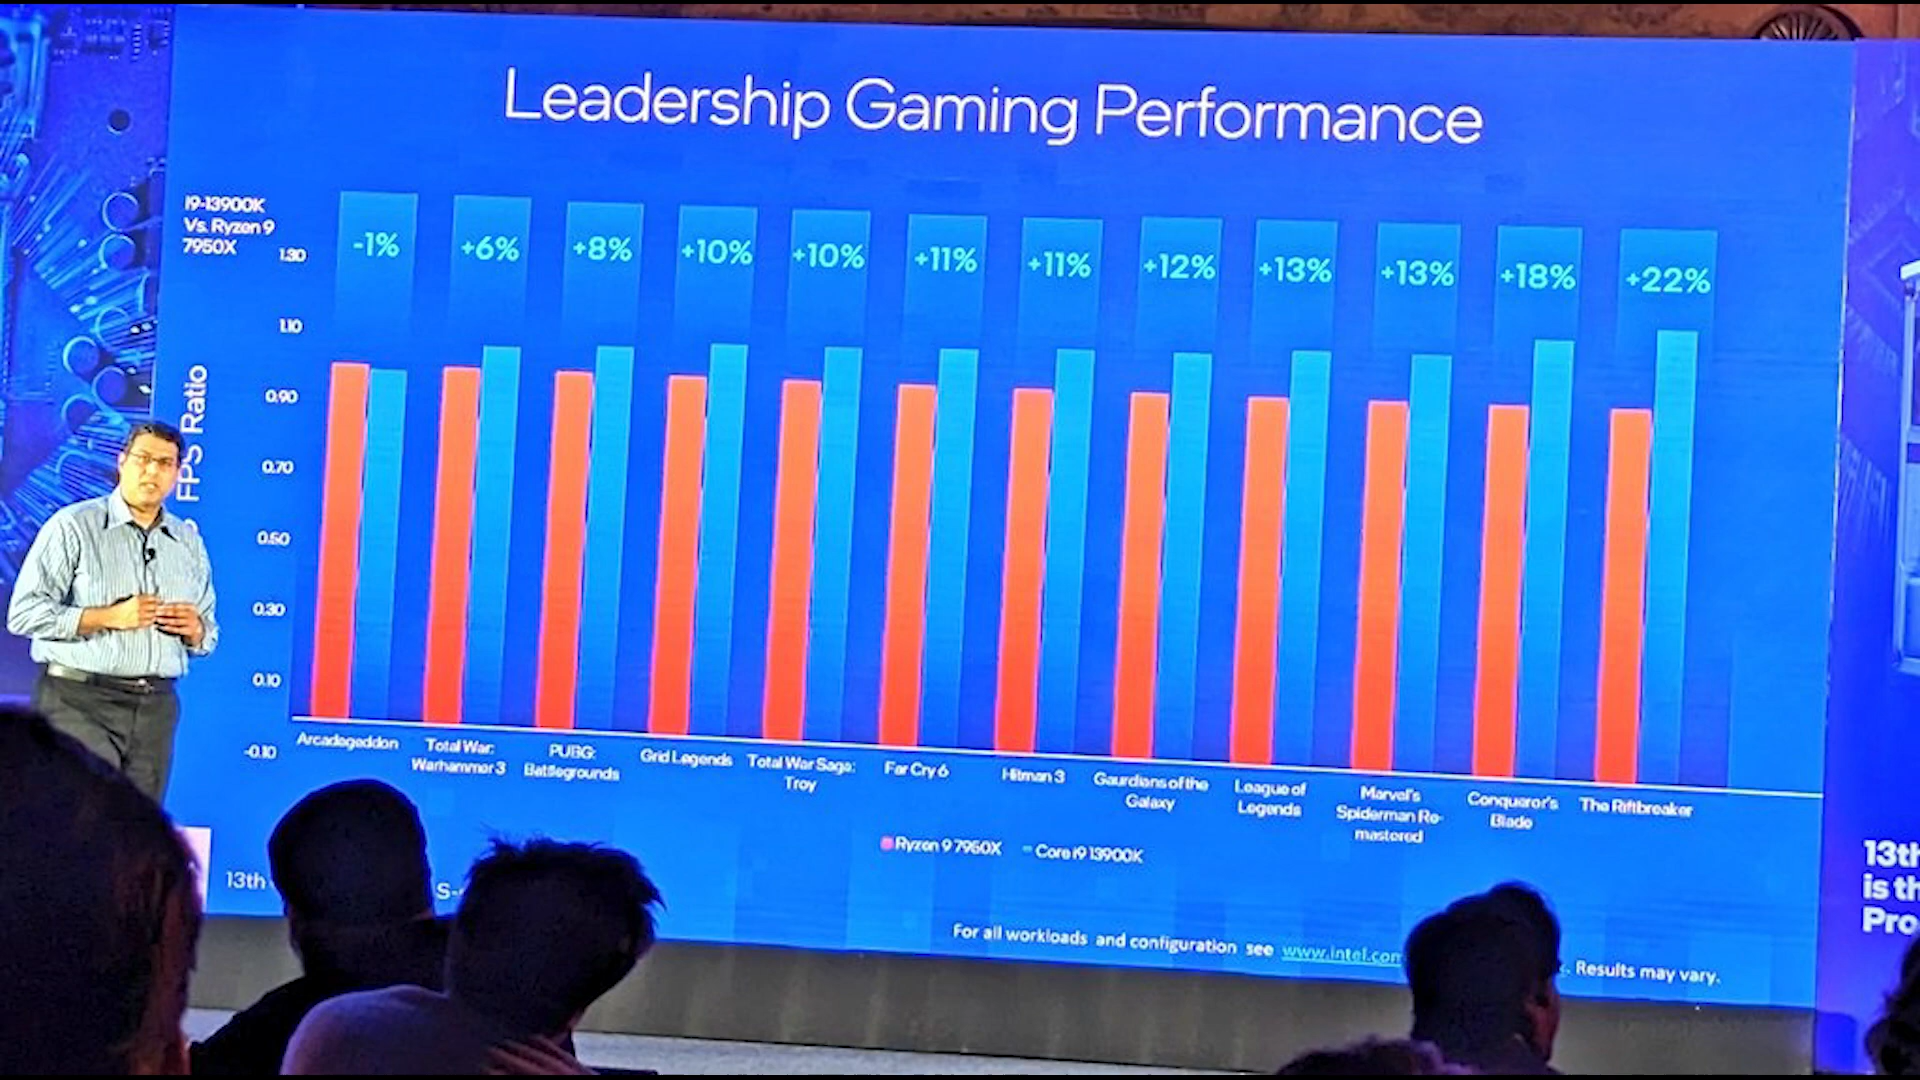 Leadership Gaming Performance
i9-13900K
Vs. Ryzen 9
7950X
-1%
+6%
+8%
+10%
+10%
+11%
+11%
+12%
+13%
+13%
+18%
+22%
1.30
1.10
0.90
0.70
0.50
0.30
0.10
-0.10
FPS Ratio
Arcadegeddon
Total War:
Warhammer 3
PUBG:
Battlegrounds
Grid Legends
Total War Saga:
Troy
Far Cry 6
Hitman 3
Gaurdians of the
Galaxy
League of
Legends
Marvel's
Spiderman Re-
mastered
Conqueror's
Blade
The Riftbreaker
Ryzen 9 7950X
Core i9 13900K
13th
S-
For all workloads and configuration see www.intel.com
. Results may vary.
13th
is th
Pro